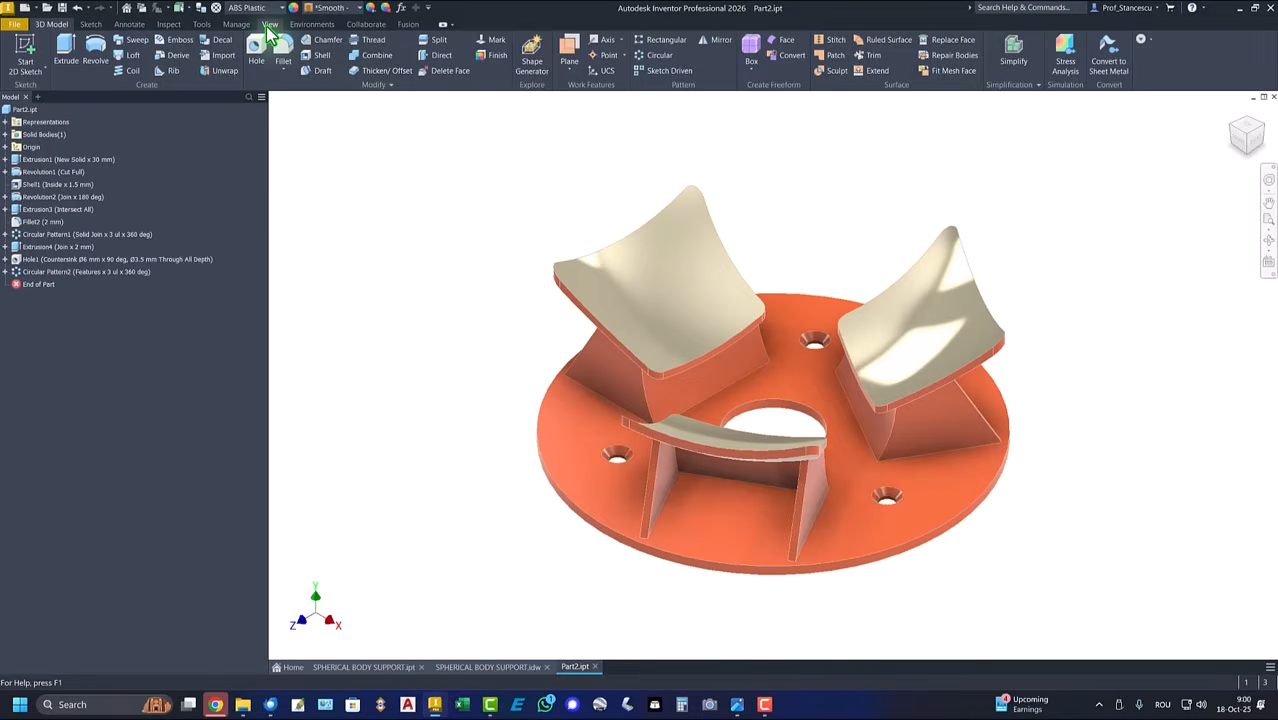 ABS Plastic *Smooth - Autodesk Inventor Professional 2026 Part2.ipt Search Help & Commands... Prof_Stancescu
File 3D Model Sketch Annotate Inspect Tools Manage View Environments Collaborate Fusion
Start 2D Sketch Extrude Revolve Sweep Emboss Decal Hole Fillet Chamfer Thread Split Mark Shape Generator Plane Axis Rectangular Mirror Box Face Stitch Ruled Surface Replace Face Simplify Stress Analysis Convert to Sheet Metal
Loft Derive Import Shell Combine Direct Finish Point Circular Convert Patch Trim Repair Bodies
Coil Rib Unwrap Draft Thicken/ Offset Delete Face UCS Sketch Driven Sculpt Extend Fit Mesh Face
Sketch Create Modify Explore Work Features Pattern Create Freeform Surface Simplification Simulation Convert
Model
Part2.ipt
Representations
Solid Bodies(1)
Origin
Extrusion1 (New Solid x 30 mm)
Revolution1 (Cut Full)
Shell1 (Inside x 1.5 mm)
Revolution2 (Join x 180 deg)
Extrusion3 (Intersect All)
Fillet2 (2 mm)
Circular Pattern1 (Solid Join x 3 ul x 360 deg)
Extrusion4 (Join x 2 mm)
Hole1 (Countersink Ø6 mm x 90 deg, Ø3.5 mm Through All Depth)
Circular Pattern2 (Features x 3 ul x 360 deg)
End of Part
Y
Z X
Home SPHERICAL BODY SUPPORT.ipt SPHERICAL BODY SUPPORT.idw Part2.ipt
For Help, press F1 1 3
Search Upcoming Earnings ROU 9:00
18-Oct-25